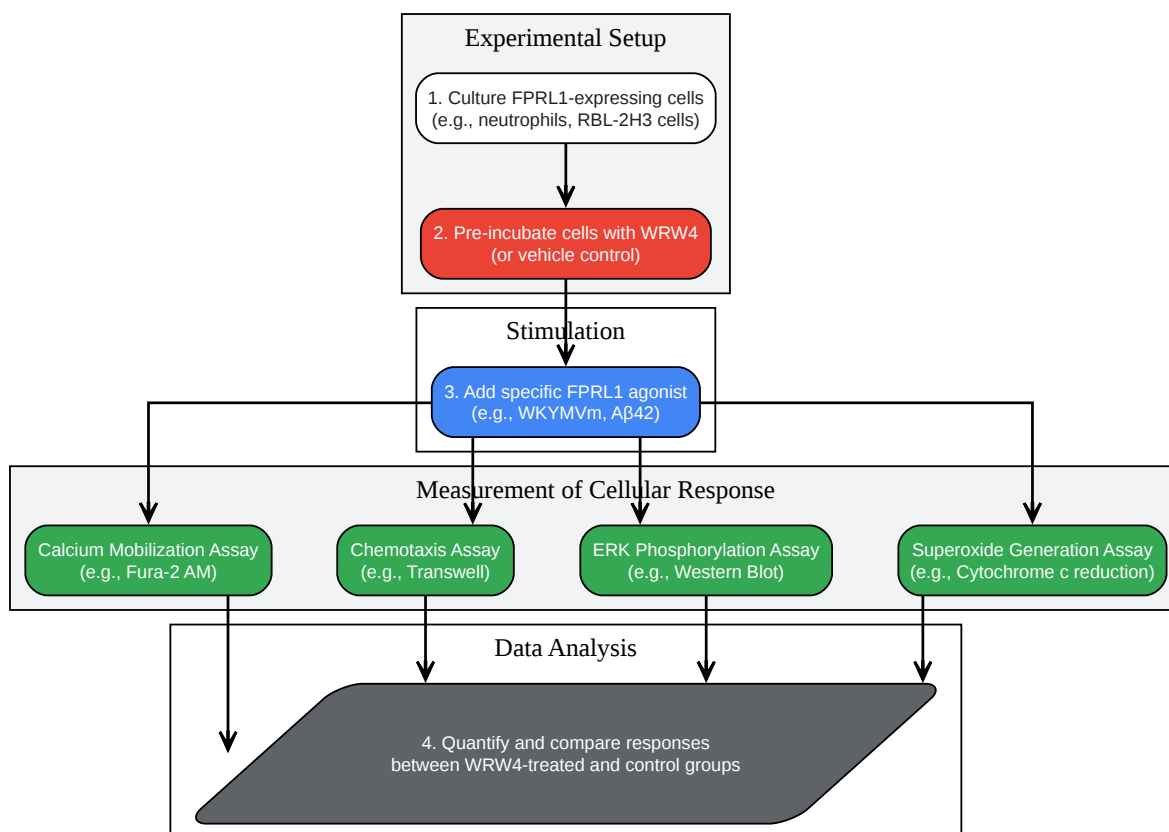 Experimental Setup
1. Culture FPRL1-expressing cells
(e.g., neutrophils, RBL-2H3 cells)
2. Pre-incubate cells with WRW4
(or vehicle control)
Stimulation
3. Add specific FPRL1 agonist
(e.g., WKYMVm, Aβ42)
Measurement of Cellular Response
Calcium Mobilization Assay
(e.g., Fura-2 AM)
Chemotaxis Assay
(e.g., Transwell)
ERK Phosphorylation Assay
(e.g., Western Blot)
Superoxide Generation Assay
(e.g., Cytochrome c reduction)
Data Analysis
4. Quantify and compare responses
between WRW4-treated and control groups